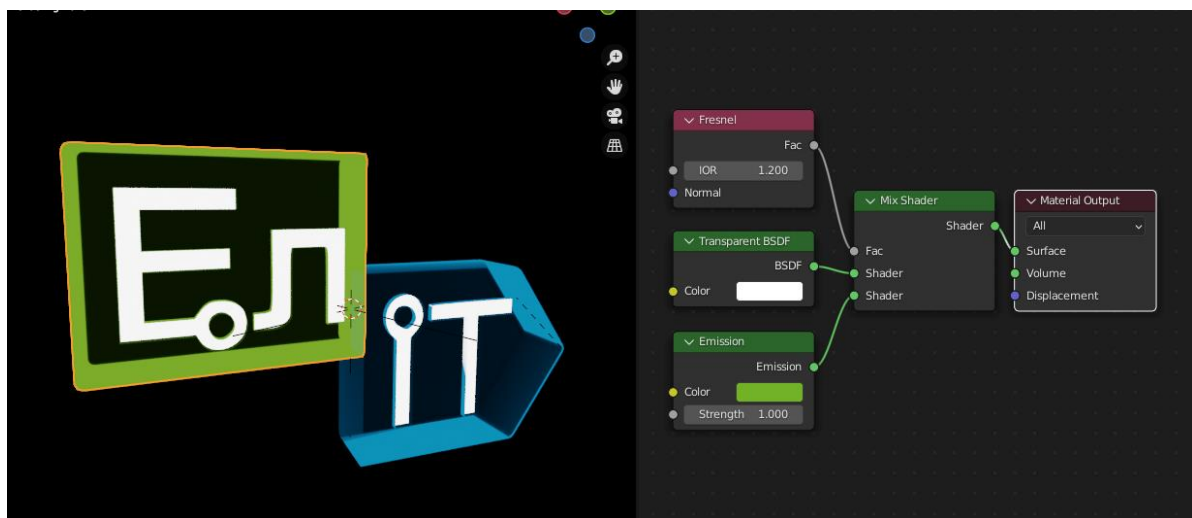 Ел
іТ
Fresnel
Fac
IOR 1.200
Normal
Transparent BSDF
BSDF
Color
Emission
Emission
Color
Strength 1.000
Mix Shader
Shader
Fac
Shader
Shader
Material Output
All
Surface
Volume
Displacement